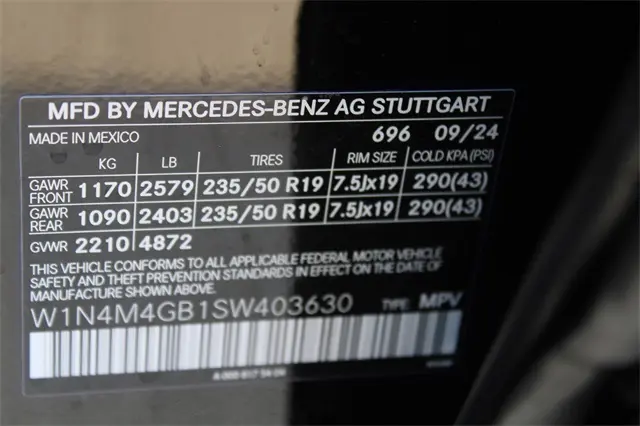 MFD BY MERCEDES-BENZ AG STUTTGART
MADE IN MEXICO 696 09/24
KG LB TIRES RIM SIZE COLD KPA (PSI)
GAWR FRONT 1170 2579 235/50 R19 7.5Jx19 290(43)
GAWR REAR 1090 2403 235/50 R19 7.5Jx19 290(43)
GVWR 2210 4872
THIS VEHICLE CONFORMS TO ALL APPLICABLE FEDERAL MOTOR VEHICLE
SAFETY AND THEFT PREVENTION STANDARDS IN EFFECT ON THE DATE OF
MANUFACTURE SHOWN ABOVE.
W1N4M4GB1SW403630 TYPE: MPV